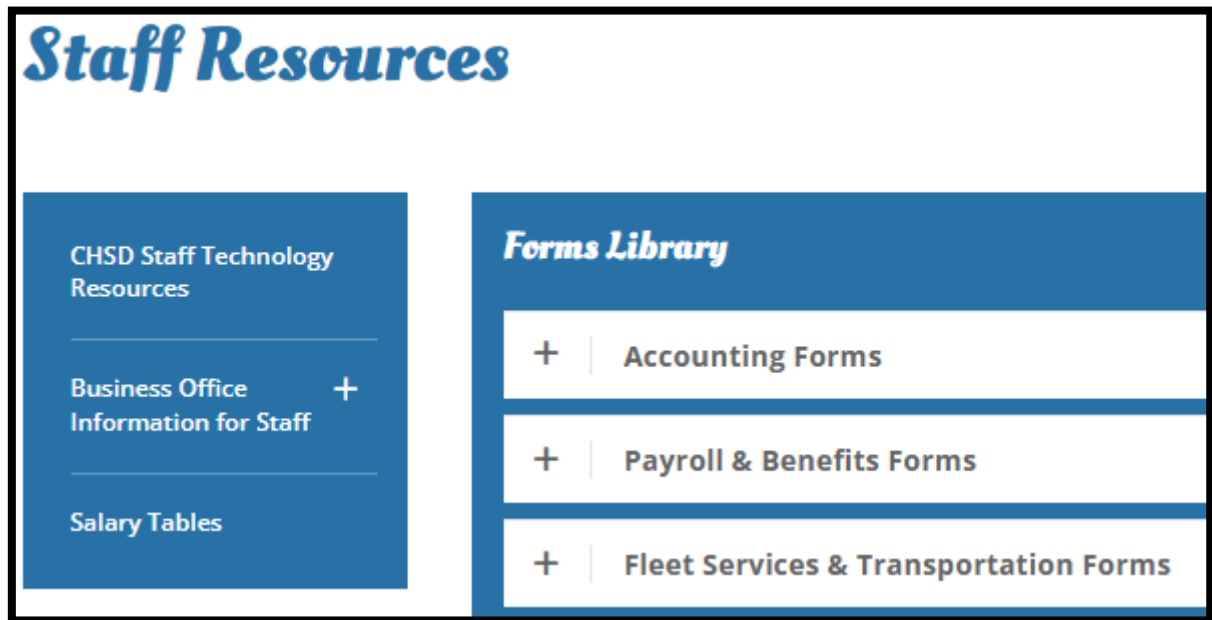 Staff Resources
CHSD Staff Technology
Resources
Business Office
Information for Staff
Salary Tables
Forms Library
Accounting Forms
Payroll & Benefits Forms
Fleet Services & Transportation Forms